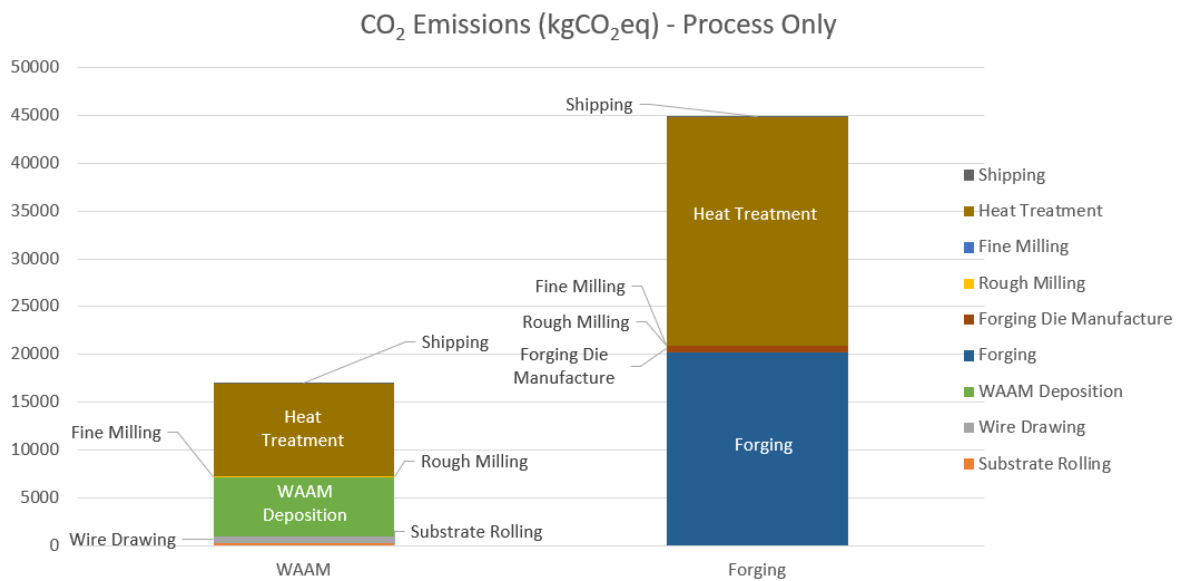 CO₂ Emissions (kgCO₂eq) - Process Only
50000
45000
40000
35000
30000
25000
20000
15000
10000
5000
0
Shipping
Heat Treatment
Fine Milling
Rough Milling
Forging Die
Manufacture
Forging
Shipping
Heat
Treatment
Fine Milling
Rough Milling
WAAM
Deposition
Wire Drawing
Substrate Rolling
WAAM
Forging
Shipping
Heat Treatment
Fine Milling
Rough Milling
Forging Die Manufacture
Forging
WAAM Deposition
Wire Drawing
Substrate Rolling